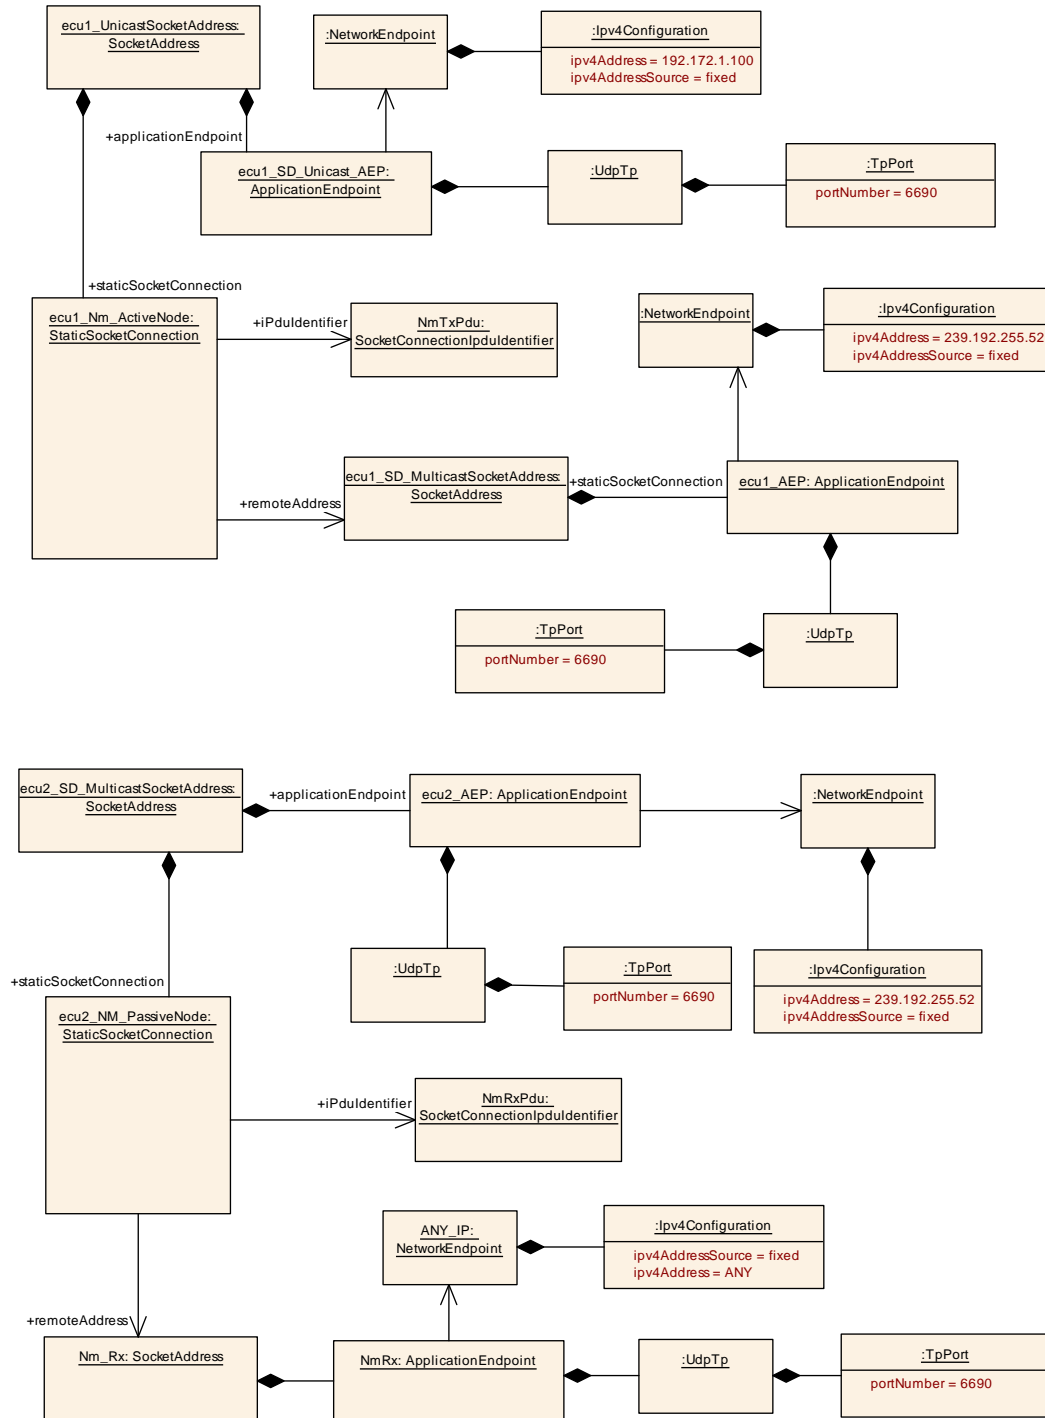 ecu1_UnicastSocketAddress:
SocketAddress
:NetworkEndpoint
:Ipv4Configuration
ipv4Address = 192.172.1.100
ipv4AddressSource = fixed
+applicationEndpoint
ecu1_SD_Unicast_AEP:
ApplicationEndpoint
:UdpTp
:TpPort
portNumber = 6690
+staticSocketConnection
ecu1_Nm_ActiveNode:
StaticSocketConnection
+iPduIdentifier
NmTxPdu:
SocketConnectionIpduIdentifier
:NetworkEndpoint
:Ipv4Configuration
ipv4Address = 239.192.255.52
ipv4AddressSource = fixed
+remoteAddress
ecu1_SD_MulticastSocketAddress:
SocketAddress
+staticSocketConnection
ecu1_AEP: ApplicationEndpoint
:TpPort
portNumber = 6690
:UdpTp
ecu2_SD_MulticastSocketAddress:
SocketAddress
+applicationEndpoint
ecu2_AEP: ApplicationEndpoint
:NetworkEndpoint
:UdpTp
:TpPort
portNumber = 6690
:Ipv4Configuration
ipv4Address = 239.192.255.52
ipv4AddressSource = fixed
+staticSocketConnection
ecu2_NM_PassiveNode:
StaticSocketConnection
+iPduIdentifier
NmRxPdu:
SocketConnectionIpduIdentifier
ANY_IP:
NetworkEndpoint
:Ipv4Configuration
ipv4AddressSource = fixed
ipv4Address = ANY
+remoteAddress
Nm_Rx: SocketAddress
NmRx: ApplicationEndpoint
:UdpTp
:TpPort
portNumber = 6690